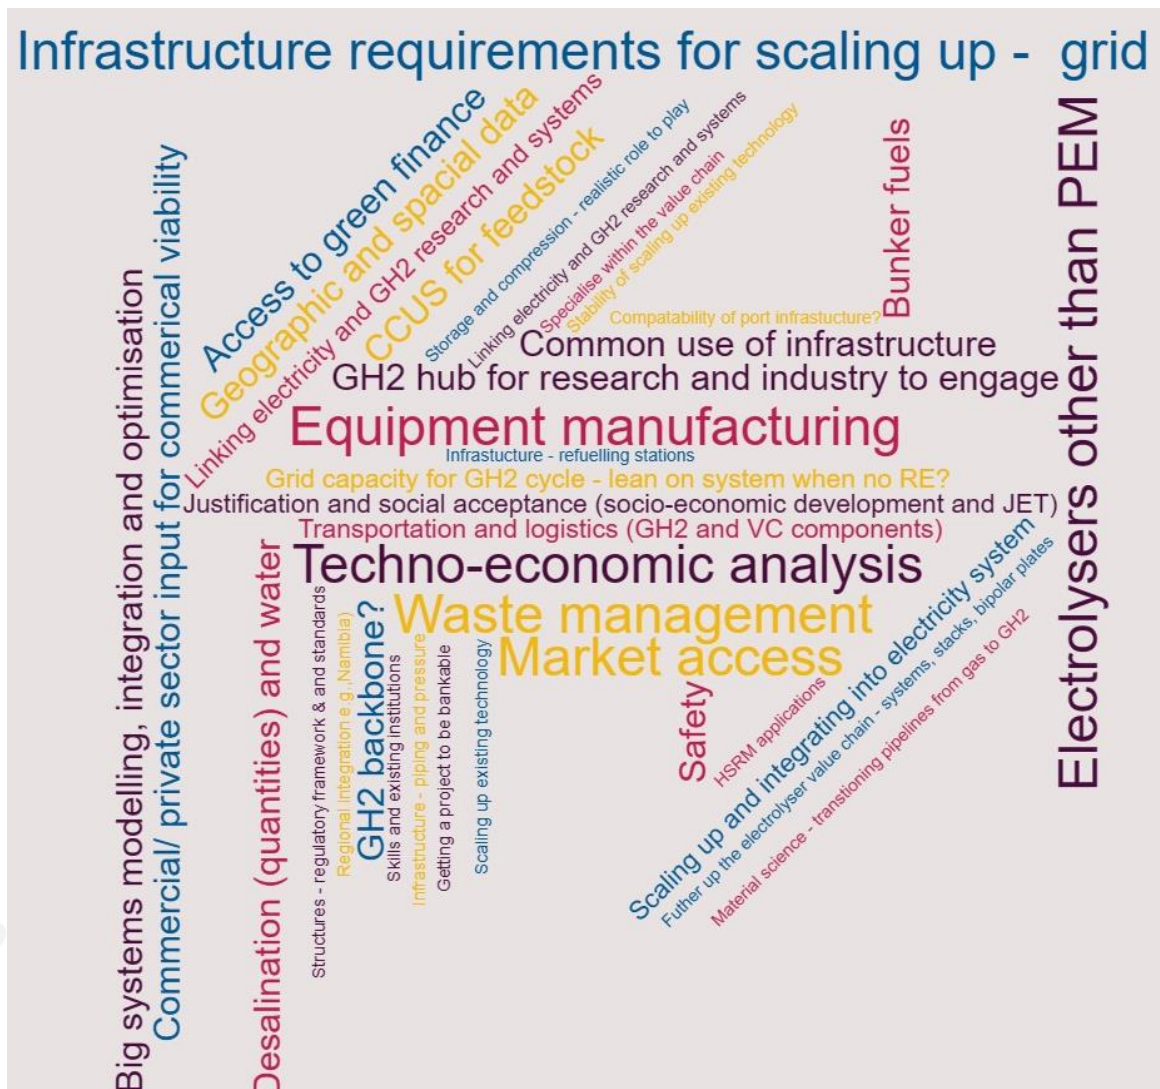 Infrastructure requirements for scaling up - grid
Access to green finance
Geographic and spacial data
Linking electricity and GH2 research and systems
CCUS for feedstock
Storage and compression - realistic role to play
Linking electricity and GH2 research and systems
Specialise within the value chain
Stability of scaling up existing technology
Bunker fuels
Electrolysers other than PEM
Big systems modelling, integration and optimisation
Commercial/ private sector input for commerical viability
Compatability of port infrastucture?
Common use of infrastructure
GH2 hub for research and industry to engage
Equipment manufacturing
Infrastucture - refuelling stations
Grid capacity for GH2 cycle - lean on system when no RE?
Justification and social acceptance (socio-economic development and JET)
Transportation and logistics (GH2 and VC components)
Techno-economic analysis
Waste management
Market access
Desalination (quantities) and water
Structures - regulatory framework & and standards
Regional integration e.g.,Namibia)
GH2 backbone?
Skills and existing institutions
Infrastructure - piping and pressure
Getting a project to be bankable
Scaling up existing technology
Safety
HSRM applications
Scaling up and integrating into electricity system
Futher up the electrolyser value chain - systems, stacks, bipolar plates
Material science - transtioning pipelines from gas to GH2